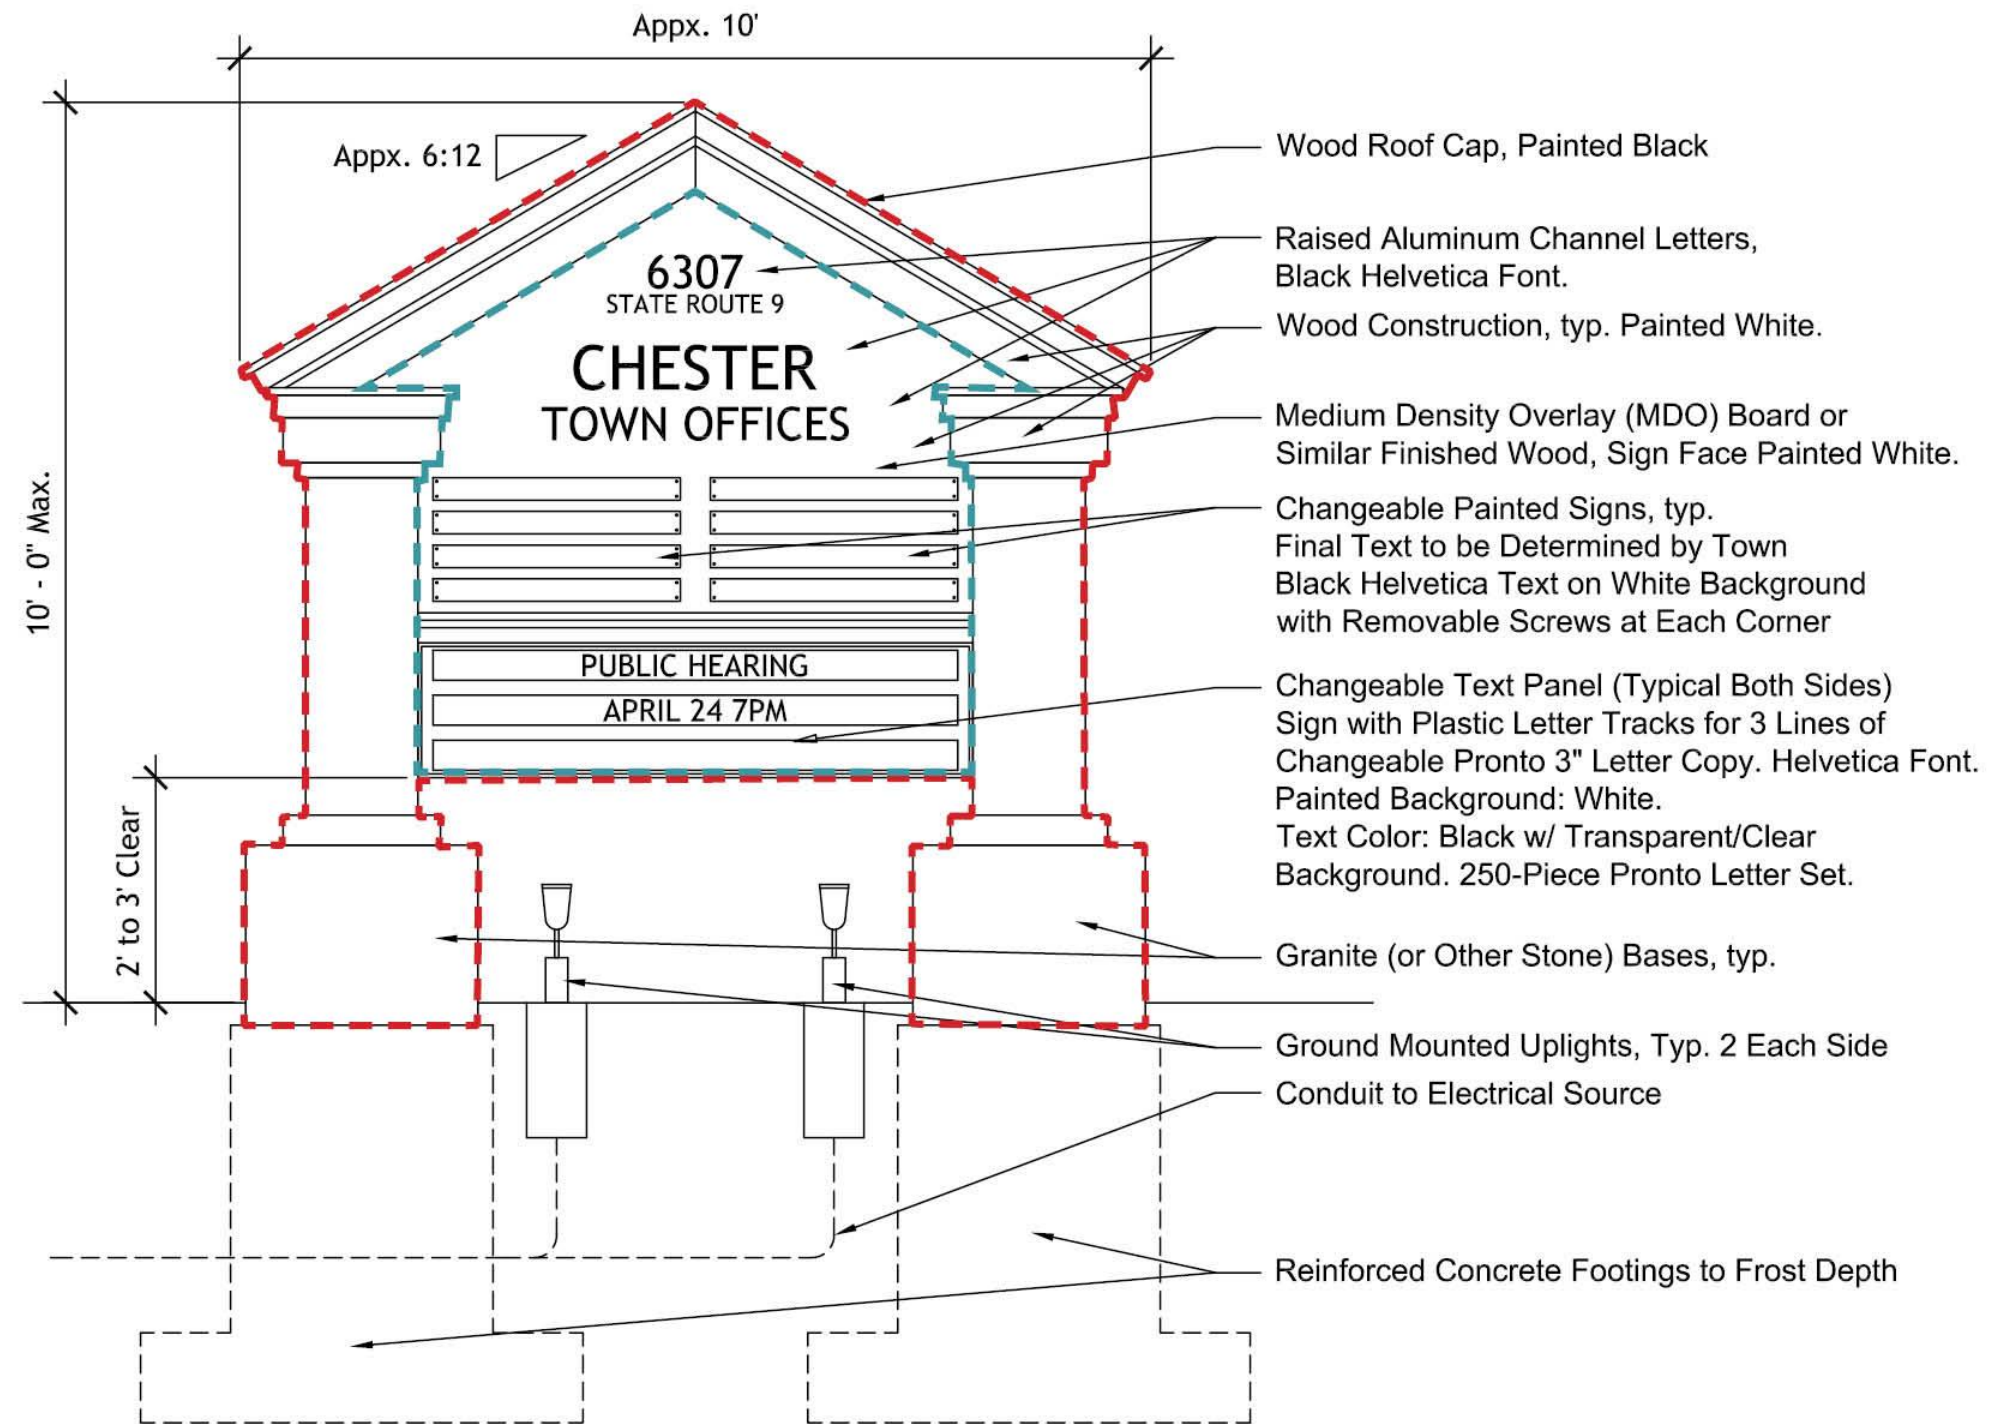 Appx. 10'
10' - 0" Max.
2' to 3' Clear
Appx. 6:12
6307
STATE ROUTE 9
CHESTER
TOWN OFFICES
PUBLIC HEARING
APRIL 24 7PM
Wood Roof Cap, Painted Black
Raised Aluminum Channel Letters,
Black Helvetica Font.
Wood Construction, typ. Painted White.
Medium Density Overlay (MDO) Board or
Similar Finished Wood, Sign Face Painted White.
Changeable Painted Signs, typ.
Final Text to be Determined by Town
Black Helvetica Text on White Background
with Removable Screws at Each Corner
Changeable Text Panel (Typical Both Sides)
Sign with Plastic Letter Tracks for 3 Lines of
Changeable Pronto 3" Letter Copy. Helvetica Font.
Painted Background: White.
Text Color: Black w/ Transparent/Clear
Background. 250-Piece Pronto Letter Set.
Granite (or Other Stone) Bases, typ.
Ground Mounted Uplights, Typ. 2 Each Side
Conduit to Electrical Source
Reinforced Concrete Footings to Frost Depth